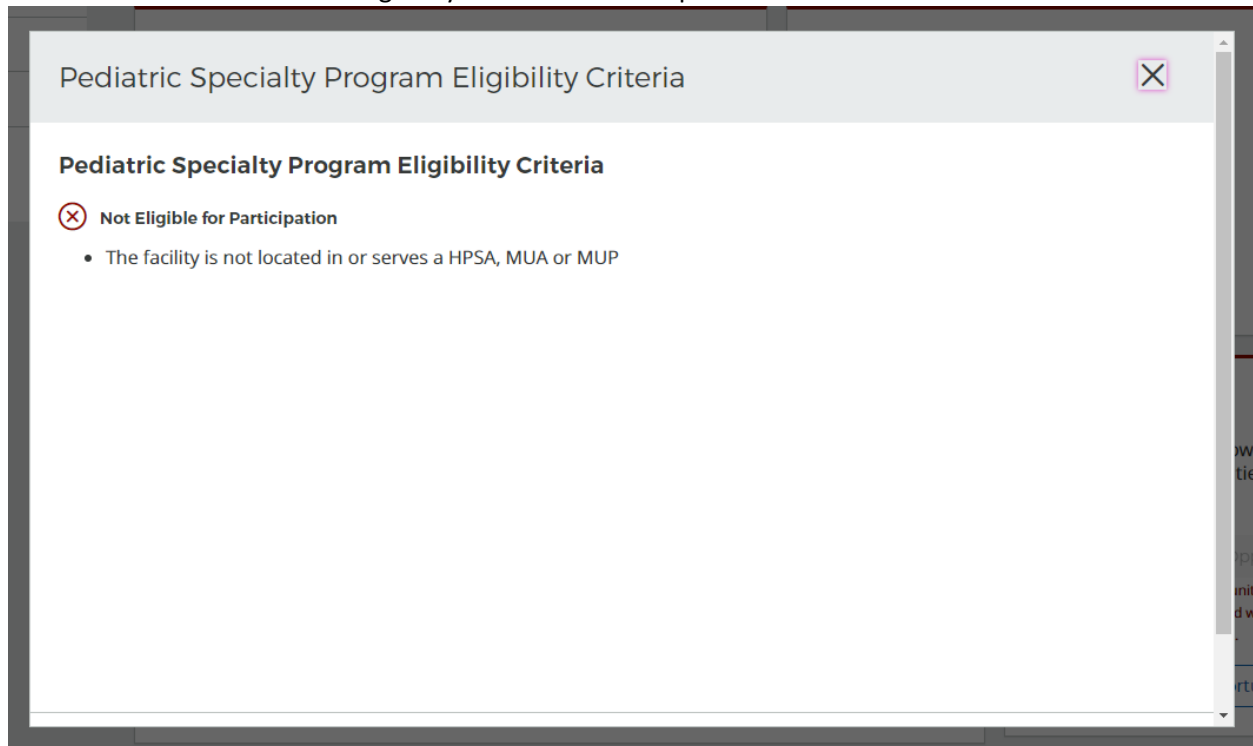 Pediatric Specialty Program Eligibility Criteria
Pediatric Specialty Program Eligibility Criteria
Not Eligible for Participation
• The facility is not located in or serves a HPSA, MUA or MUP